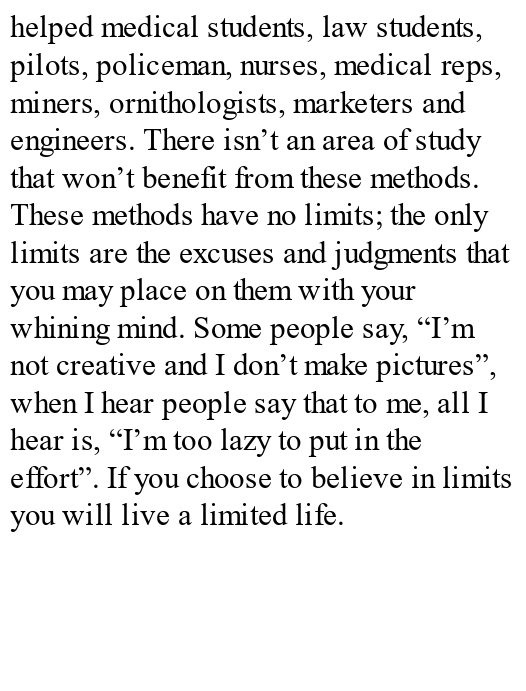 helped medical students, law students,
pilots, policeman, nurses, medical reps,
miners, ornithologists, marketers and
engineers. There isn’t an area of study
that won’t benefit from these methods.
These methods have no limits; the only
limits are the excuses and judgments that
you may place on them with your
whining mind. Some people say, “I’m
not creative and I don’t make pictures”,
when I hear people say that to me, all I
hear is, “I’m too lazy to put in the
effort”. If you choose to believe in limits
you will live a limited life.